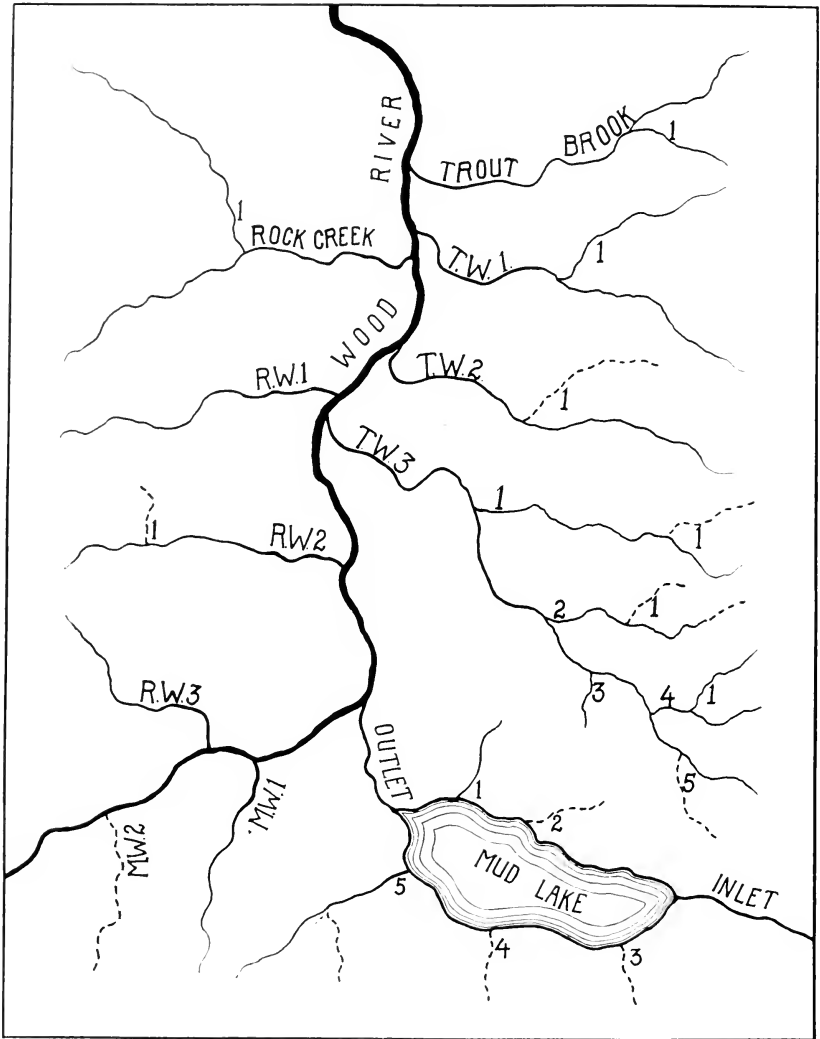 RIVER
TROUT BROOK
1
1
ROCK CREEK
T.W.1.
1
WOOD
R.W.1
T.W.2
1
T.W.3
1
1
1
R.W.2
2
1
3
4
1
R.W.3
5
OUTLET
M.W.1
1
2
M.W.2
MUD LAKE
5
INLET
4
3